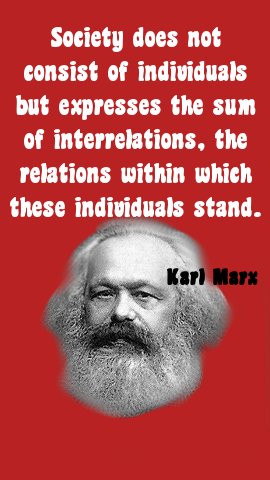 Society does not
consist of individuals
but expresses the sum
of interrelations, the
relations within which
these individuals stand.
Karl Marx